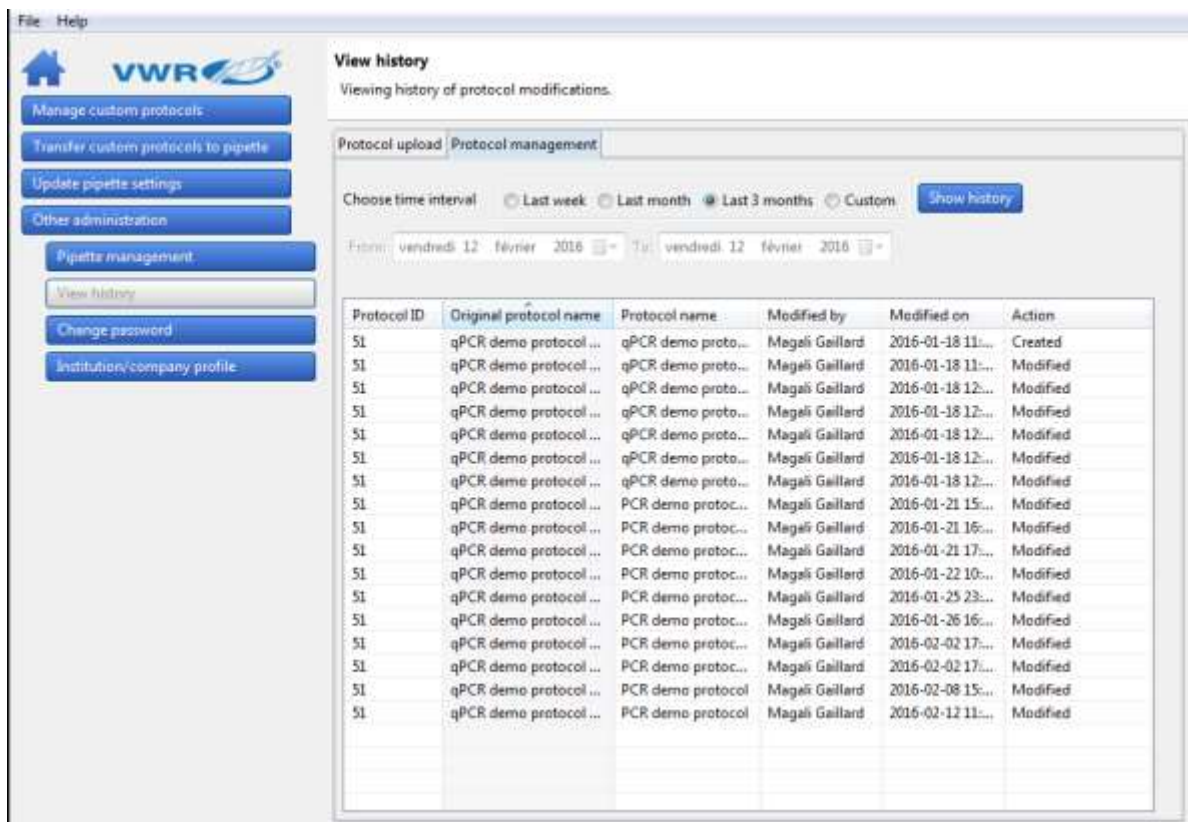 File Help
VWR
Manage custom protocols
Transfer custom protocols to pipette
Update pipette settings
Other administration
Pipette management
View history
Change password
Institution/company profile
View history
Viewing history of protocol modifications.
Protocol upload Protocol management
Choose time interval Last week Last month Last 3 months Custom Show history
From: vendredi 12 février 2016 To: vendredi 12 février 2016
Protocol ID Original protocol name Protocol name Modified by Modified on Action
51 qPCR demo protocol ... qPCR demo proto... Magali Gaillard 2016-01-18 11:... Created
51 qPCR demo protocol ... qPCR demo proto... Magali Gaillard 2016-01-18 11:... Modified
51 qPCR demo protocol ... qPCR demo proto... Magali Gaillard 2016-01-18 12:... Modified
51 qPCR demo protocol ... qPCR demo proto... Magali Gaillard 2016-01-18 12:... Modified
51 qPCR demo protocol ... qPCR demo proto... Magali Gaillard 2016-01-18 12:... Modified
51 qPCR demo protocol ... qPCR demo proto... Magali Gaillard 2016-01-18 12:... Modified
51 qPCR demo protocol ... qPCR demo proto... Magali Gaillard 2016-01-18 12:... Modified
51 qPCR demo protocol ... PCR demo protoc... Magali Gaillard 2016-01-21 15:... Modified
51 qPCR demo protocol ... PCR demo protoc... Magali Gaillard 2016-01-21 16:... Modified
51 qPCR demo protocol ... PCR demo protoc... Magali Gaillard 2016-01-21 17:... Modified
51 qPCR demo protocol ... PCR demo protoc... Magali Gaillard 2016-01-22 10:... Modified
51 qPCR demo protocol ... PCR demo protoc... Magali Gaillard 2016-01-25 23:... Modified
51 qPCR demo protocol ... PCR demo protoc... Magali Gaillard 2016-01-26 16:... Modified
51 qPCR demo protocol ... PCR demo protoc... Magali Gaillard 2016-02-02 17:... Modified
51 qPCR demo protocol ... PCR demo protoc... Magali Gaillard 2016-02-02 17:... Modified
51 qPCR demo protocol ... PCR demo protocol Magali Gaillard 2016-02-08 15:... Modified
51 qPCR demo protocol ... PCR demo protocol Magali Gaillard 2016-02-12 11:... Modified